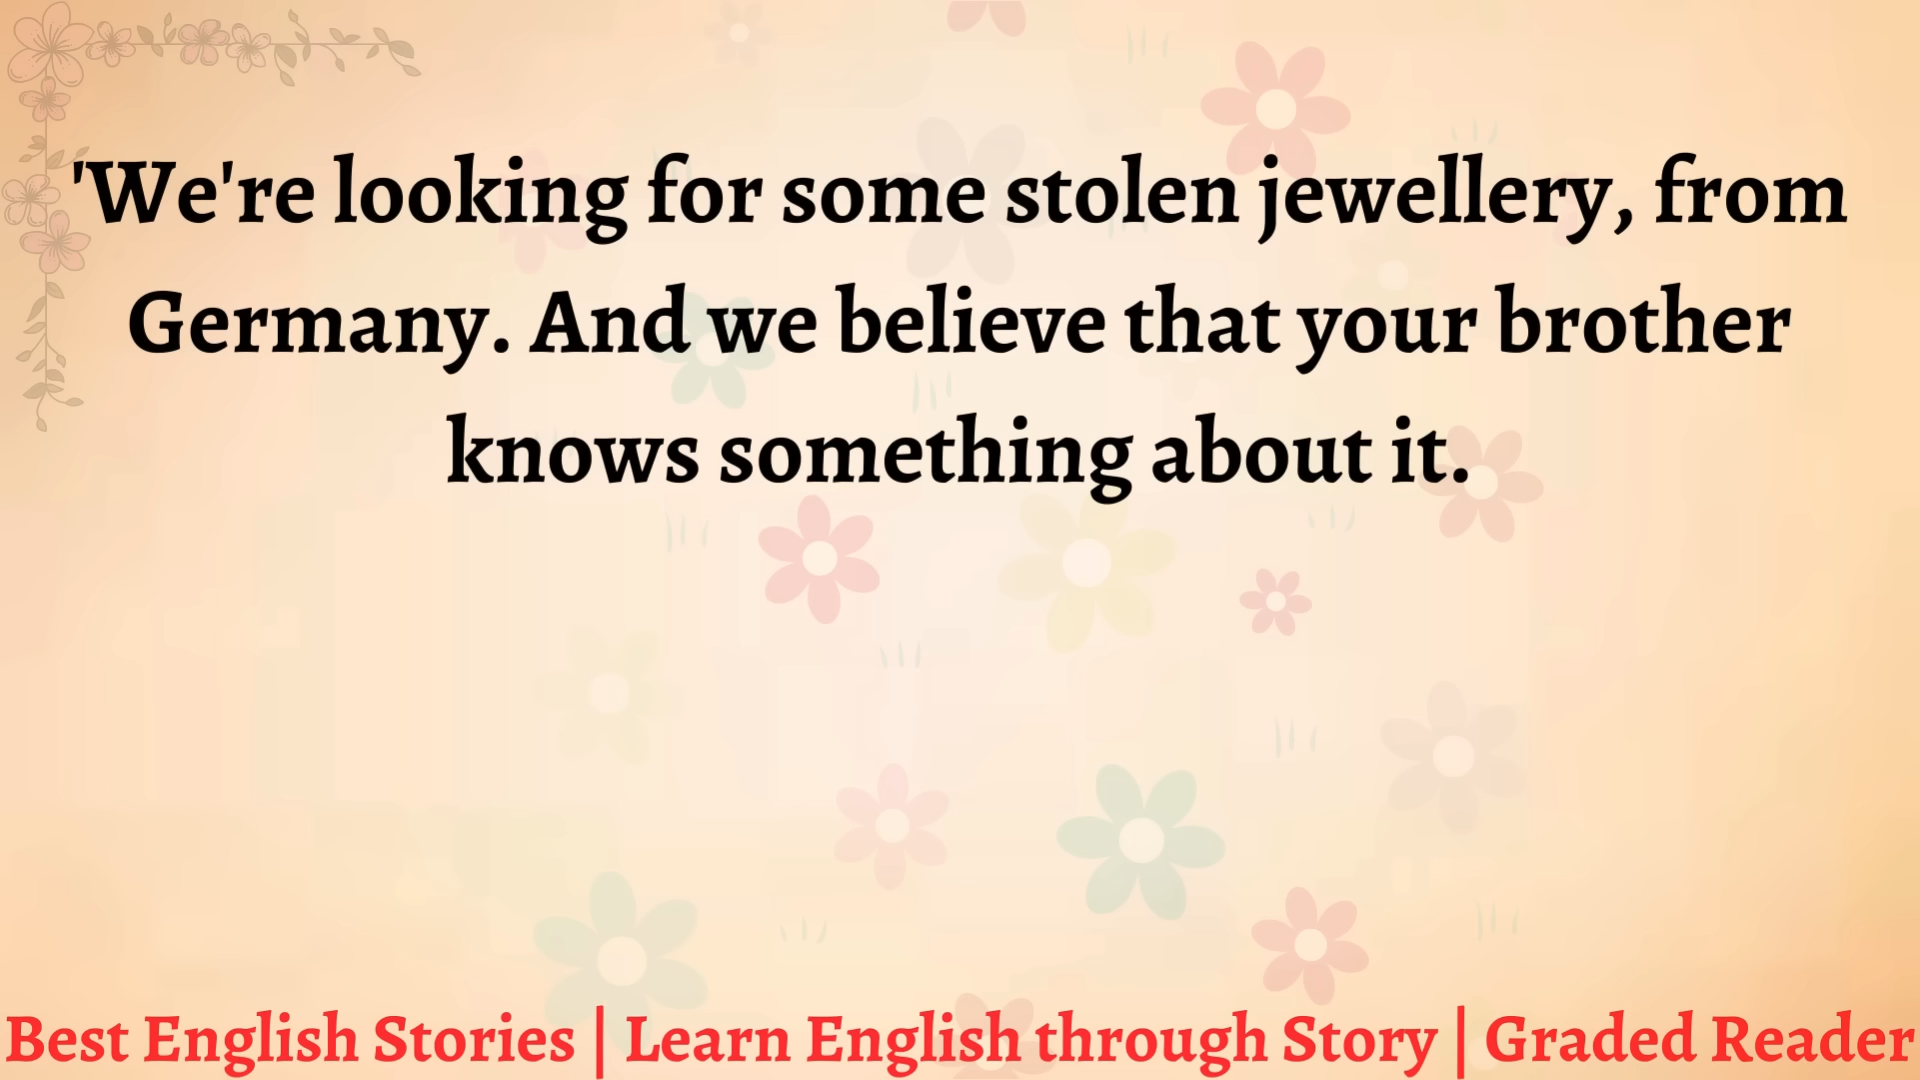 'We're looking for some stolen jewellery, from
Germany. And we believe that your brother
knows something about it.
Best English Stories | Learn English through Story | Graded Reader